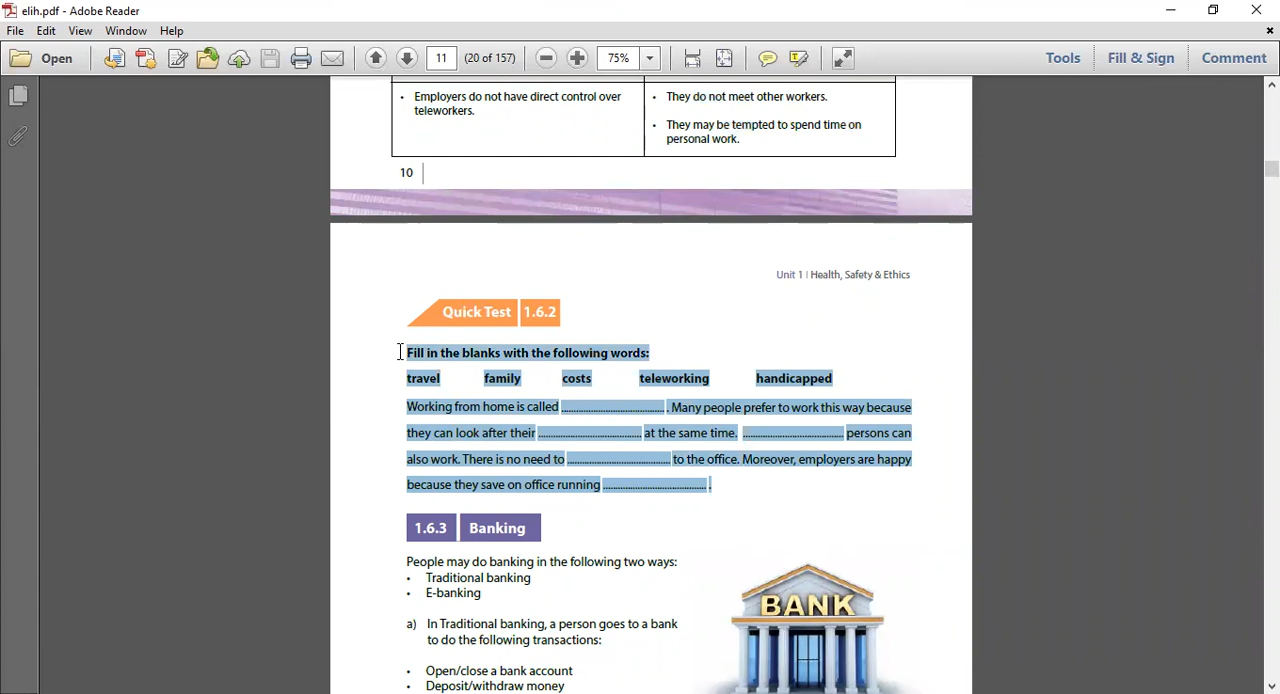 elih.pdf - Adobe Reader
File Edit View Window Help
Open 11 (20 of 157) 75% Tools Fill & Sign Comment
• Employers do not have direct control over teleworkers.
• They do not meet other workers.
• They may be tempted to spend time on personal work.
10
Unit 1 | Health, Safety & Ethics
Quick Test 1.6.2
Fill in the blanks with the following words:
travel family costs teleworking handicapped
Working from home is called ........................................ . Many people prefer to work this way because
they can look after their ........................................ at the same time. ........................................ persons can
also work. There is no need to ........................................ to the office. Moreover, employers are happy
because they save on office running ........................................ .
1.6.3 Banking
People may do banking in the following two ways:
• Traditional banking
• E-banking
a) In Traditional banking, a person goes to a bank
to do the following transactions:
• Open/close a bank account
• Deposit/withdraw money
BANK